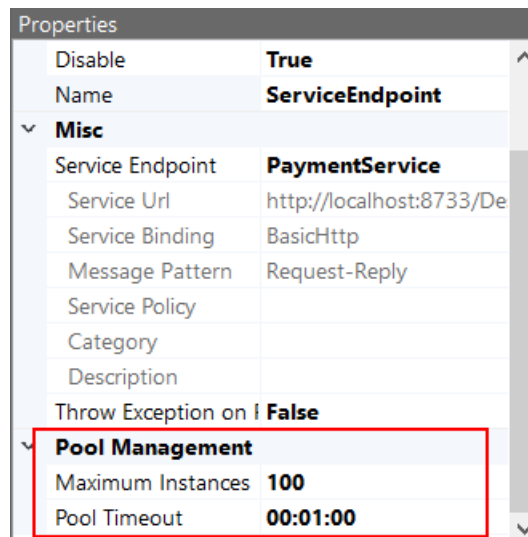 Properties
Disable True
Name ServiceEndpoint
Misc
Service Endpoint PaymentService
Service Url http://localhost:8733/De
Service Binding BasicHttp
Message Pattern Request-Reply
Service Policy
Category
Description
Throw Exception on False
Pool Management
Maximum Instances 100
Pool Timeout 00:01:00